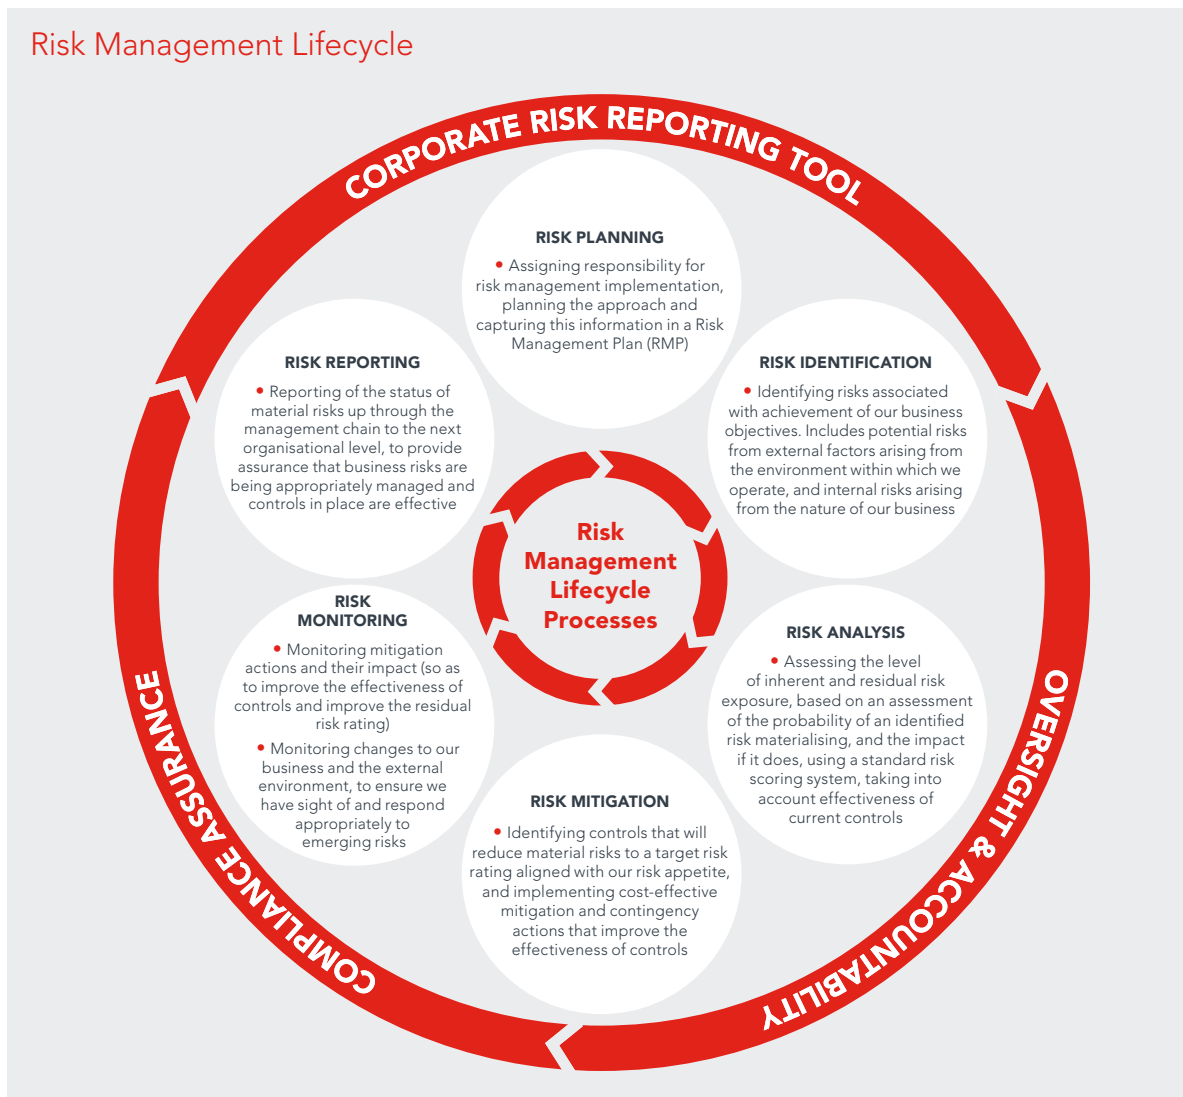 Risk Management Lifecycle
CORPORATE RISK REPORTING TOOL
RISK PLANNING
• Assigning responsibility for
risk management implementation,
planning the approach and
capturing this information in a Risk
Management Plan (RMP)
RISK IDENTIFICATION
• Identifying risks associated
with achievement of our business
objectives. Includes potential risks
from external factors arising from
the environment within which we
operate, and internal risks arising
from the nature of our business
RISK ANALYSIS
• Assessing the level
of inherent and residual risk
exposure, based on an assessment
of the probability of an identified
risk materialising, and the impact
if it does, using a standard risk
scoring system, taking into
account effectiveness of
current controls
RISK MITIGATION
• Identifying controls that will
reduce material risks to a target risk
rating aligned with our risk appetite,
and implementing cost-effective
mitigation and contingency
actions that improve the
effectiveness of controls
RISK
MONITORING
• Monitoring mitigation
actions and their impact (so as
to improve the effectiveness of
controls and improve the residual
risk rating)
• Monitoring changes to our
business and the external
environment, to ensure we
have sight of and respond
appropriately to
emerging risks
RISK REPORTING
• Reporting of the status of
material risks up through the
management chain to the next
organisational level, to provide
assurance that business risks are
being appropriately managed and
controls in place are effective
Risk
Management
Lifecycle
Processes
OVERSIGHT & ACCOUNTABILITY
COMPLIANCE ASSURANCE